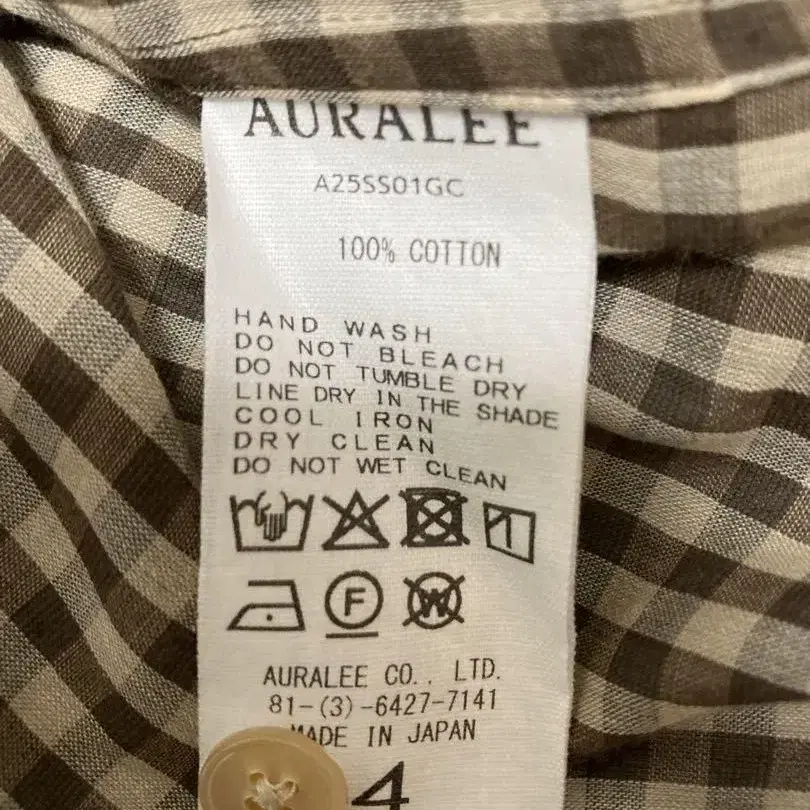 AURALEE
A25SS01GC
100% COTTON
HAND WASH
DO NOT BLEACH
DO NOT TUMBLE DRY
LINE DRY IN THE SHADE
COOL IRON
DRY CLEAN
DO NOT WET CLEAN
F W
AURALEE CO., LTD.
81-(3)-6427-7141
MADE IN JAPAN
4